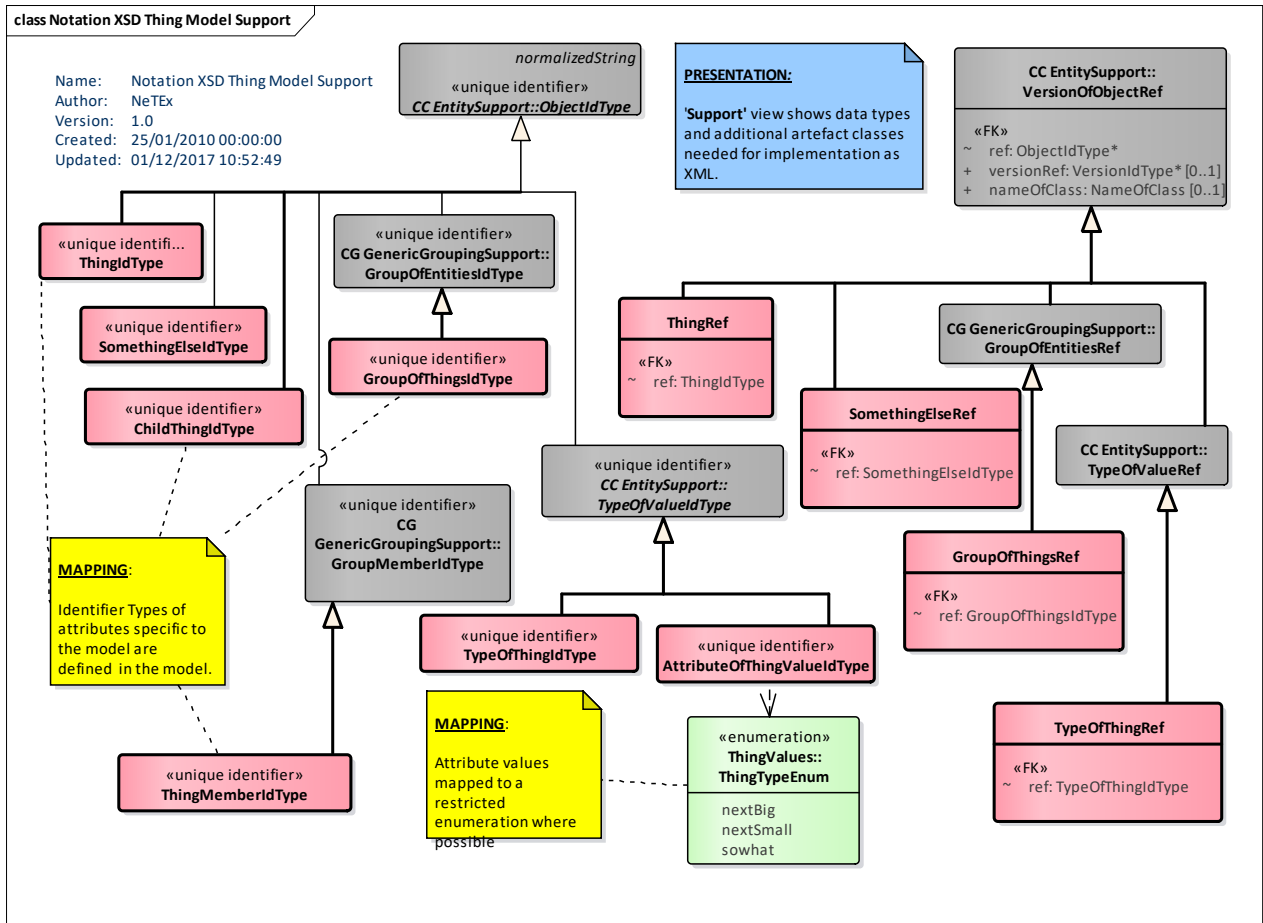 class Notation XSD Thing Model Support
Name: Notation XSD Thing Model Support
Author: NeTEx
Version: 1.0
Created: 25/01/2010 00:00:00
Updated: 01/12/2017 10:52:49
normalizedString
«unique identifier»
CC EntitySupport::ObjectIdType
PRESENTATION:
'Support' view shows data types
and additional artefact classes
needed for implementation as
XML.
CC EntitySupport::
VersionOfObjectRef
«FK»
~ ref: ObjectIdType*
+ versionRef: VersionIdType* [0..1]
+ nameOfClass: NameOfClass [0..1]
«unique identifi...
ThingIdType
«unique identifier»
CG GenericGroupingSupport::
GroupOfEntitiesIdType
«unique identifier»
SomethingElseIdType
«unique identifier»
GroupOfThingsIdType
«unique identifier»
ChildThingIdType
ThingRef
«FK»
~ ref: ThingIdType
CG GenericGroupingSupport::
GroupOfEntitiesRef
SomethingElseRef
«FK»
~ ref: SomethingElseIdType
CC EntitySupport::
TypeOfValueRef
«unique identifier»
CC EntitySupport::
TypeOfValueIdType
«unique identifier»
CG
GenericGroupingSupport::
GroupMemberIdType
MAPPING:
Identifier Types of
attributes specific to
the model are
defined in the model.
GroupOfThingsRef
«FK»
~ ref: GroupOfThingsIdType
«unique identifier»
TypeOfThingIdType
«unique identifier»
AttributeOfThingValueIdType
MAPPING:
Attribute values
mapped to a
restricted
enumeration where
possible
«enumeration»
ThingValues::
ThingTypeEnum
nextBig
nextSmall
sowhat
TypeOfThingRef
«FK»
~ ref: TypeOfThingIdType
«unique identifier»
ThingMemberIdType